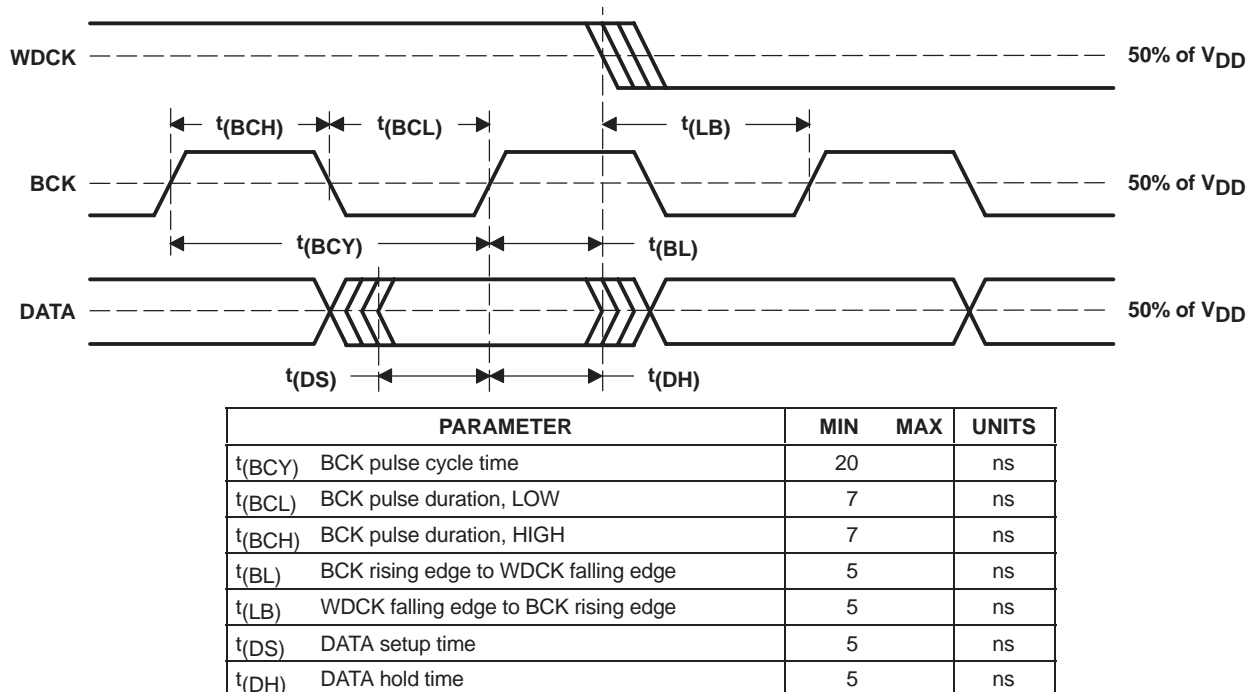 WDCK 50% of VDD
t(BCH) t(BCL) t(LB)
BCK 50% of VDD
t(BCY) t(BL)
DATA 50% of VDD
t(DS) t(DH)
PARAMETER MIN MAX UNITS
t(BCY) BCK pulse cycle time 20 ns
t(BCL) BCK pulse duration, LOW 7 ns
t(BCH) BCK pulse duration, HIGH 7 ns
t(BL) BCK rising edge to WDCK falling edge 5 ns
t(LB) WDCK falling edge to BCK rising edge 5 ns
t(DS) DATA setup time 5 ns
t(DH) DATA hold time 5 ns